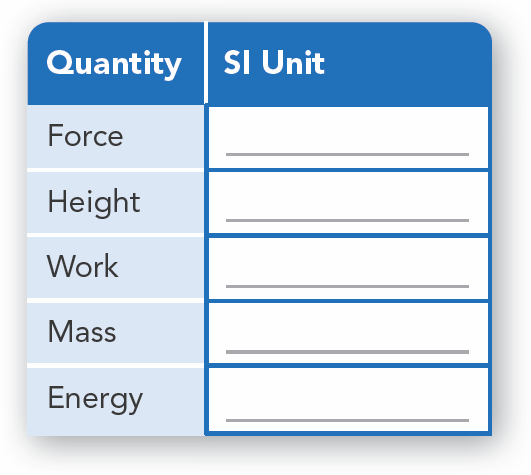 Quantity SI Unit
Force
Height
Work
Mass
Energy